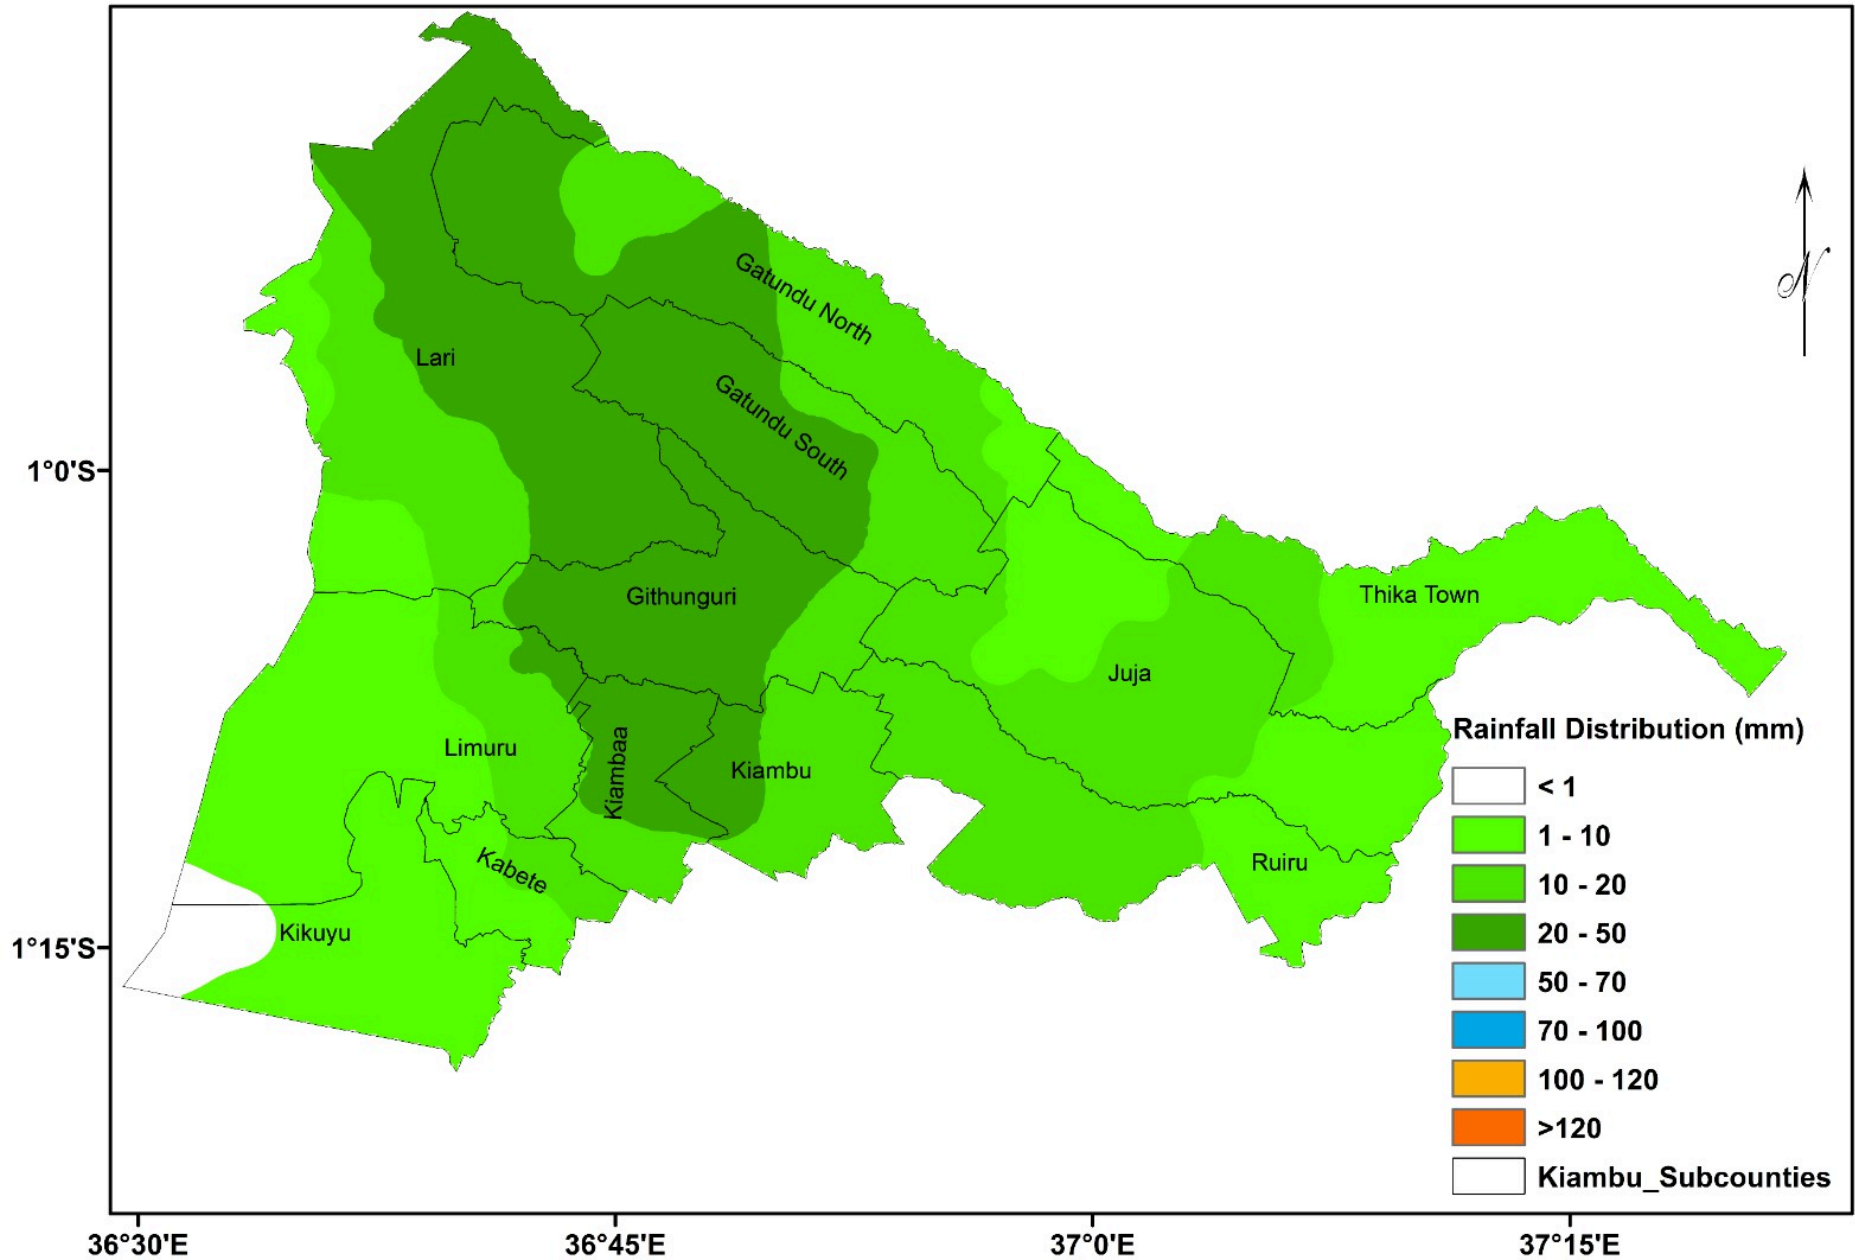 N
Gatundu North
Lari
Gatundu South
1°0'S
Githunguri
Thika Town
Juja
Limuru
Kiambaa
Kiambu
Kabete
Ruiru
Kikuyu
1°15'S
Rainfall Distribution (mm)
< 1
1 - 10
10 - 20
20 - 50
50 - 70
70 - 100
100 - 120
>120
Kiambu_Subcounties
36°30'E
36°45'E
37°0'E
37°15'E